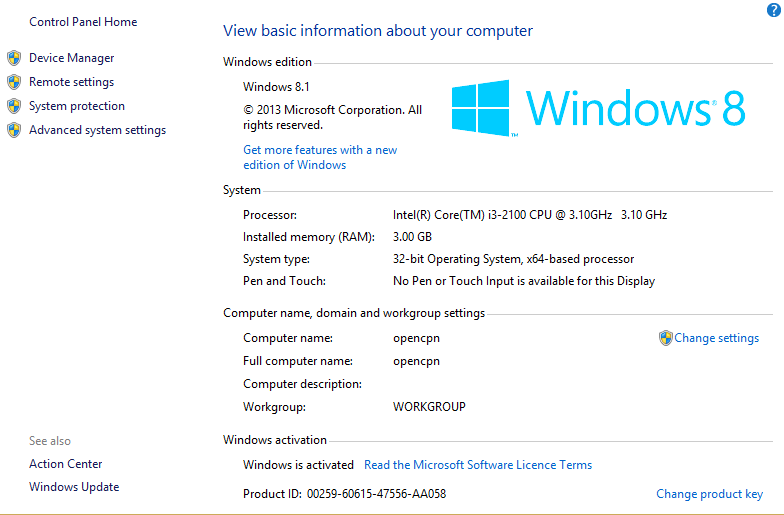 ?
Control Panel Home
Device Manager
Remote settings
System protection
Advanced system settings
View basic information about your computer
Windows edition
Windows 8.1
© 2013 Microsoft Corporation. All
rights reserved.
Get more features with a new
edition of Windows
™ Windows® 8
System
Processor: Intel(R) Core(TM) i3-2100 CPU @ 3.10GHz 3.10 GHz
Installed memory (RAM): 3.00 GB
System type: 32-bit Operating System, x64-based processor
Pen and Touch: No Pen or Touch Input is available for this Display
Computer name, domain and workgroup settings
Computer name: opencpn Change settings
Full computer name: opencpn
Computer description:
Workgroup: WORKGROUP
See also
Action Center
Windows Update
Windows activation
Windows is activated Read the Microsoft Software Licence Terms
Product ID: 00259-60615-47556-AA058 Change product key